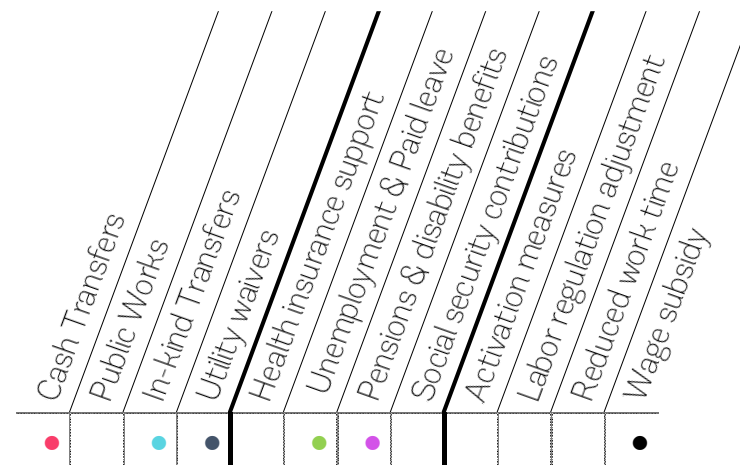 Cash Transfers
Public Works
In-kind Transfers
Utility waivers
Health insurance support
Unemployment & Paid leave
Pensions & disability benefits
Social security contributions
Activation measures
Labor regulation adjustment
Reduced work time
Wage subsidy